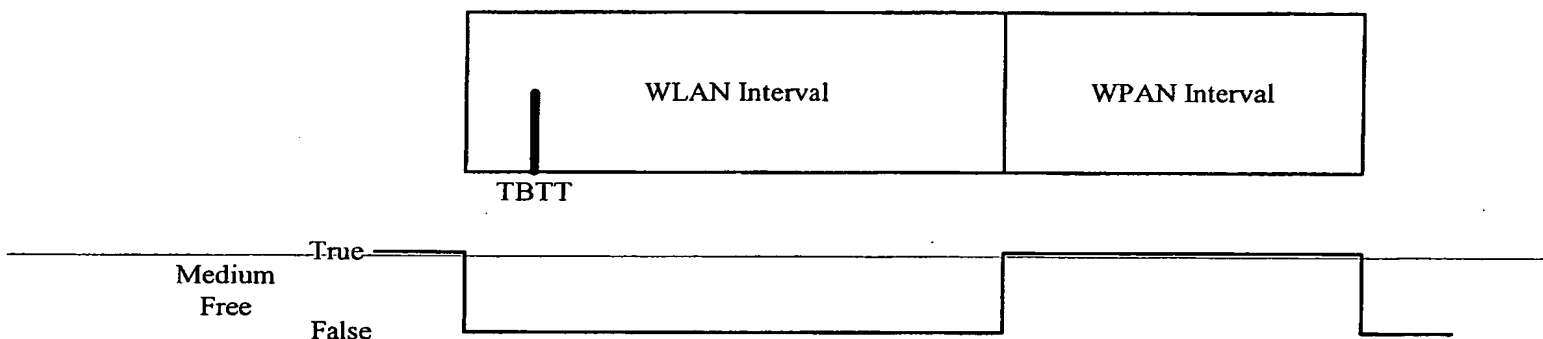 WLAN Interval
WPAN Interval
TBTT
True
Medium
Free
False